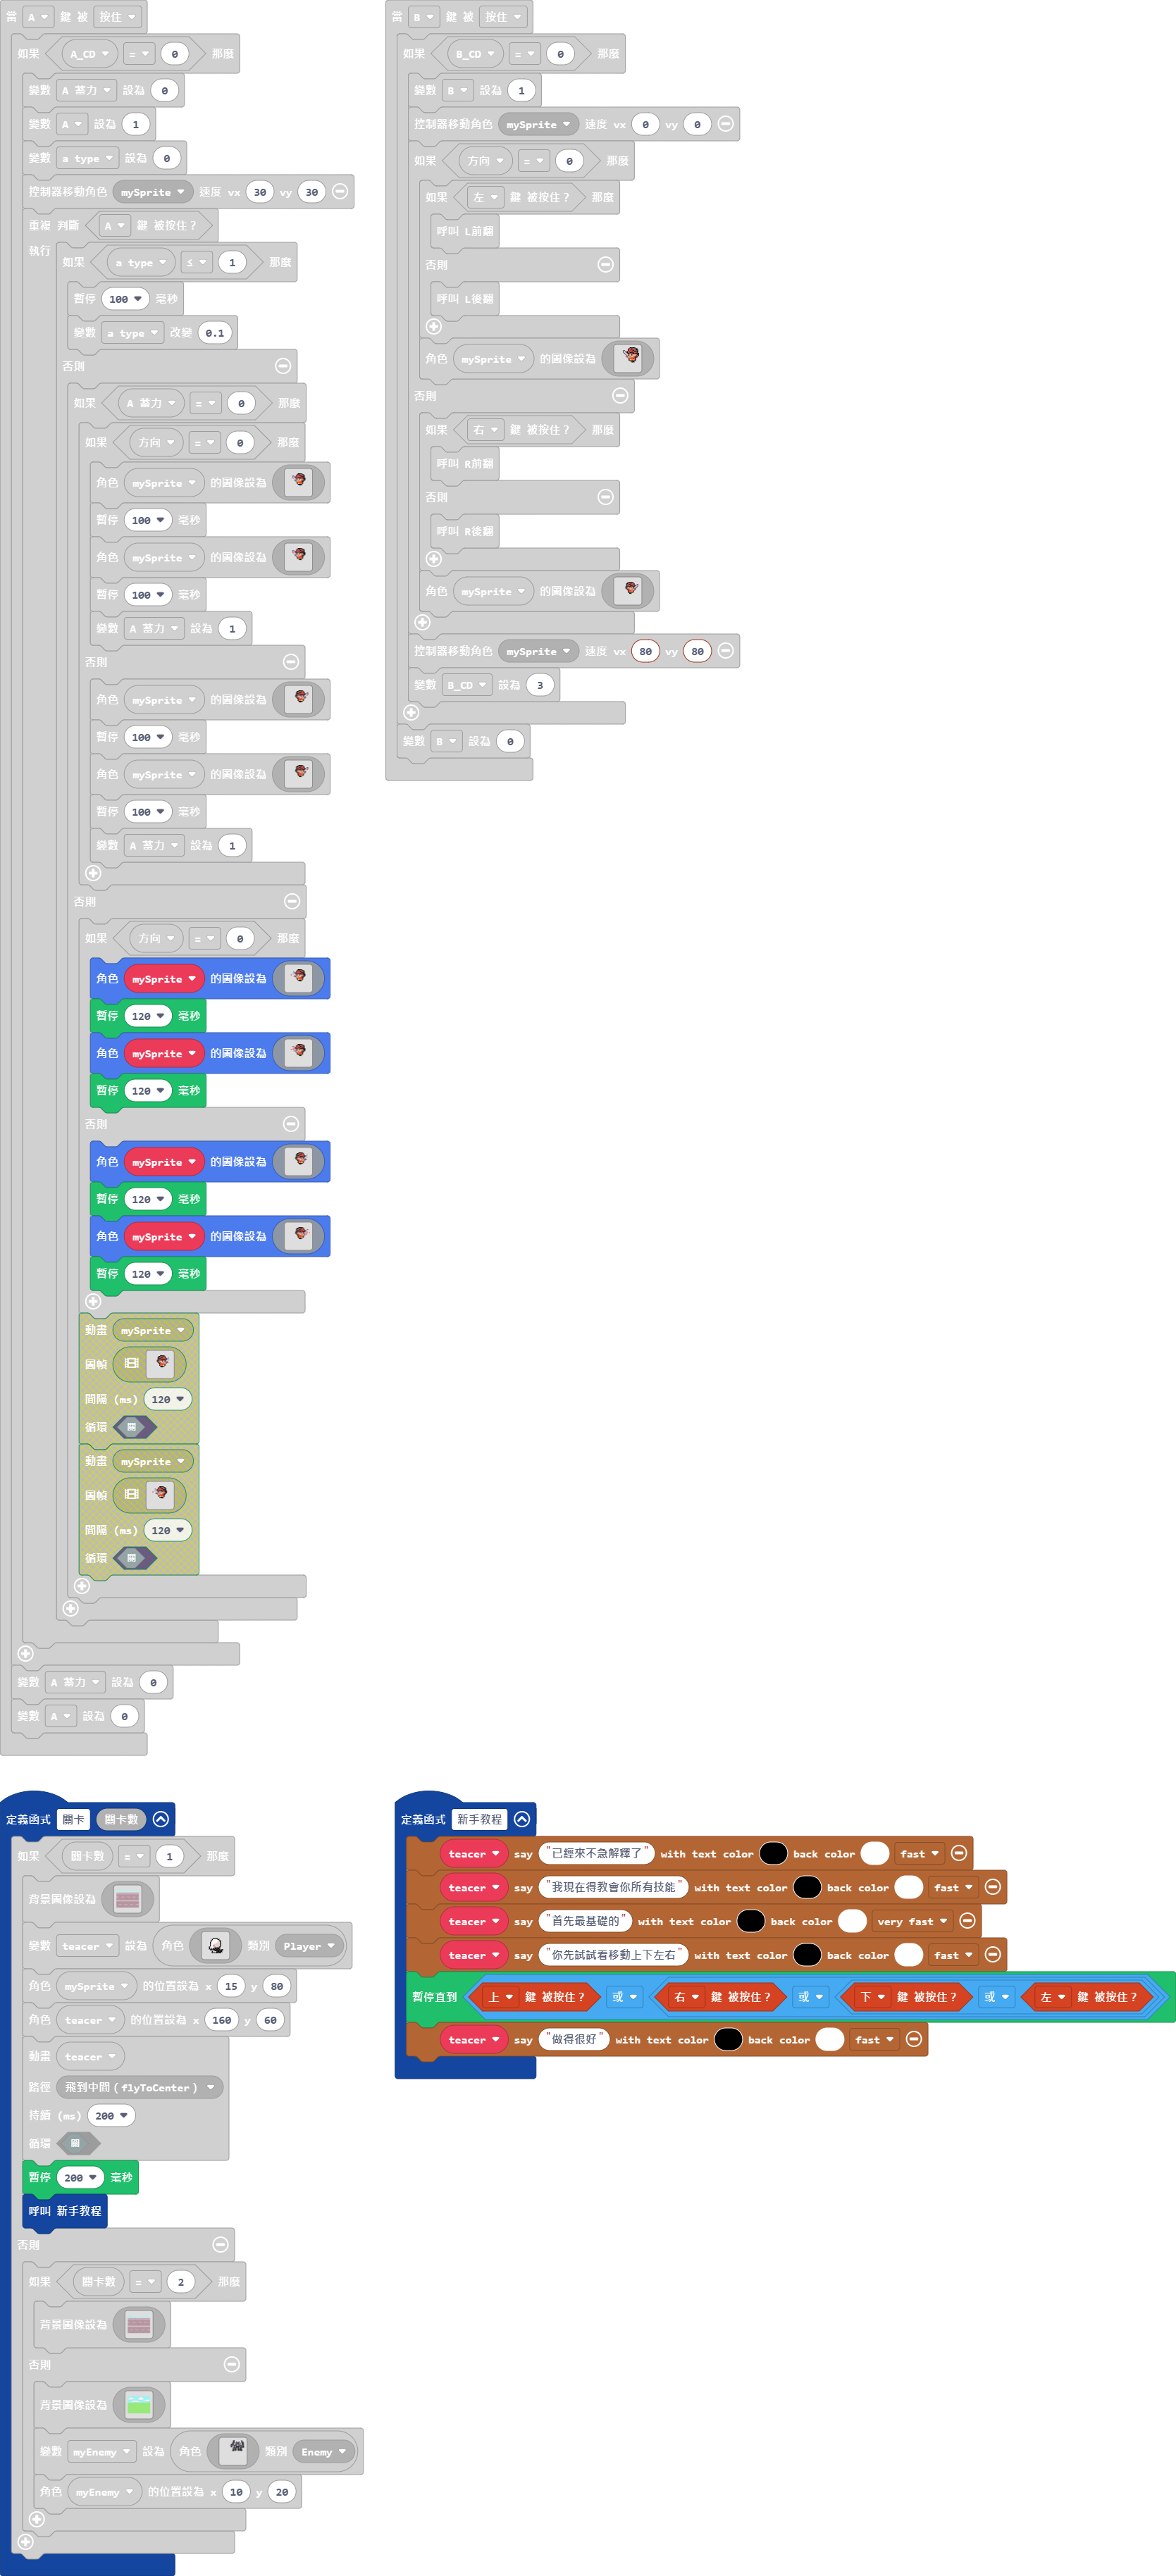 當 A 鍵 被 按住
如果 A_CD = 0 那麼
變數 A 蓄力 設為 0
變數 A 設為 1
變數 a type 設為 0
控制器移動角色 mySprite 速度 vx 30 vy 30
重複 判斷 A 鍵 被按住？
執行
如果 a type ≤ 1 那麼
暫停 100 毫秒
變數 a type 改變 0.1
否則
如果 A 蓄力 = 0 那麼
如果 方向 = 0 那麼
角色 mySprite 的圖像設為
暫停 100 毫秒
角色 mySprite 的圖像設為
暫停 100 毫秒
變數 A 蓄力 設為 1
否則
角色 mySprite 的圖像設為
暫停 100 毫秒
角色 mySprite 的圖像設為
暫停 100 毫秒
變數 A 蓄力 設為 1
否則
如果 方向 = 0 那麼
角色 mySprite 的圖像設為
暫停 120 毫秒
角色 mySprite 的圖像設為
暫停 120 毫秒
否則
角色 mySprite 的圖像設為
暫停 120 毫秒
角色 mySprite 的圖像設為
暫停 120 毫秒
動畫 mySprite
圖幀
間隔 (ms) 120
循環 關
動畫 mySprite
圖幀
間隔 (ms) 120
循環 關
變數 A 蓄力 設為 0
變數 A 設為 0
當 B 鍵 被 按住
如果 B_CD = 0 那麼
變數 B 設為 1
控制器移動角色 mySprite 速度 vx 0 vy 0
如果 方向 = 0 那麼
如果 左 鍵 被按住？ 那麼
呼叫 L前翻
否則
呼叫 L後翻
角色 mySprite 的圖像設為
否則
如果 右 鍵 被按住？ 那麼
呼叫 R前翻
否則
呼叫 R後翻
角色 mySprite 的圖像設為
控制器移動角色 mySprite 速度 vx 80 vy 80
變數 B_CD 設為 3
變數 B 設為 0
定義函式 關卡 關卡數
如果 關卡數 = 1 那麼
背景圖像設為
變數 teacer 設為 角色 類別 Player
角色 mySprite 的位置設為 x 15 y 80
角色 teacer 的位置設為 x 160 y 60
動畫 teacer
路徑 飛到中間 ( flyToCenter )
持續 (ms) 200
循環 關
暫停 200 毫秒
呼叫 新手教程
否則
如果 關卡數 = 2 那麼
背景圖像設為
否則
背景圖像設為
變數 myEnemy 設為 角色 類別 Enemy
角色 myEnemy 的位置設為 x 10 y 20
定義函式 新手教程
teacer say "已經來不急解釋了" with text color back color fast
teacer say "我現在得教會你所有技能" with text color back color fast
teacer say "首先最基礎的" with text color back color very fast
teacer say "你先試試看移動上下左右" with text color back color fast
暫停直到 上 鍵 被按住？ 或 右 鍵 被按住？ 或 下 鍵 被按住？ 或 左 鍵 被按住？
teacer say "做得很好" with text color back color fast